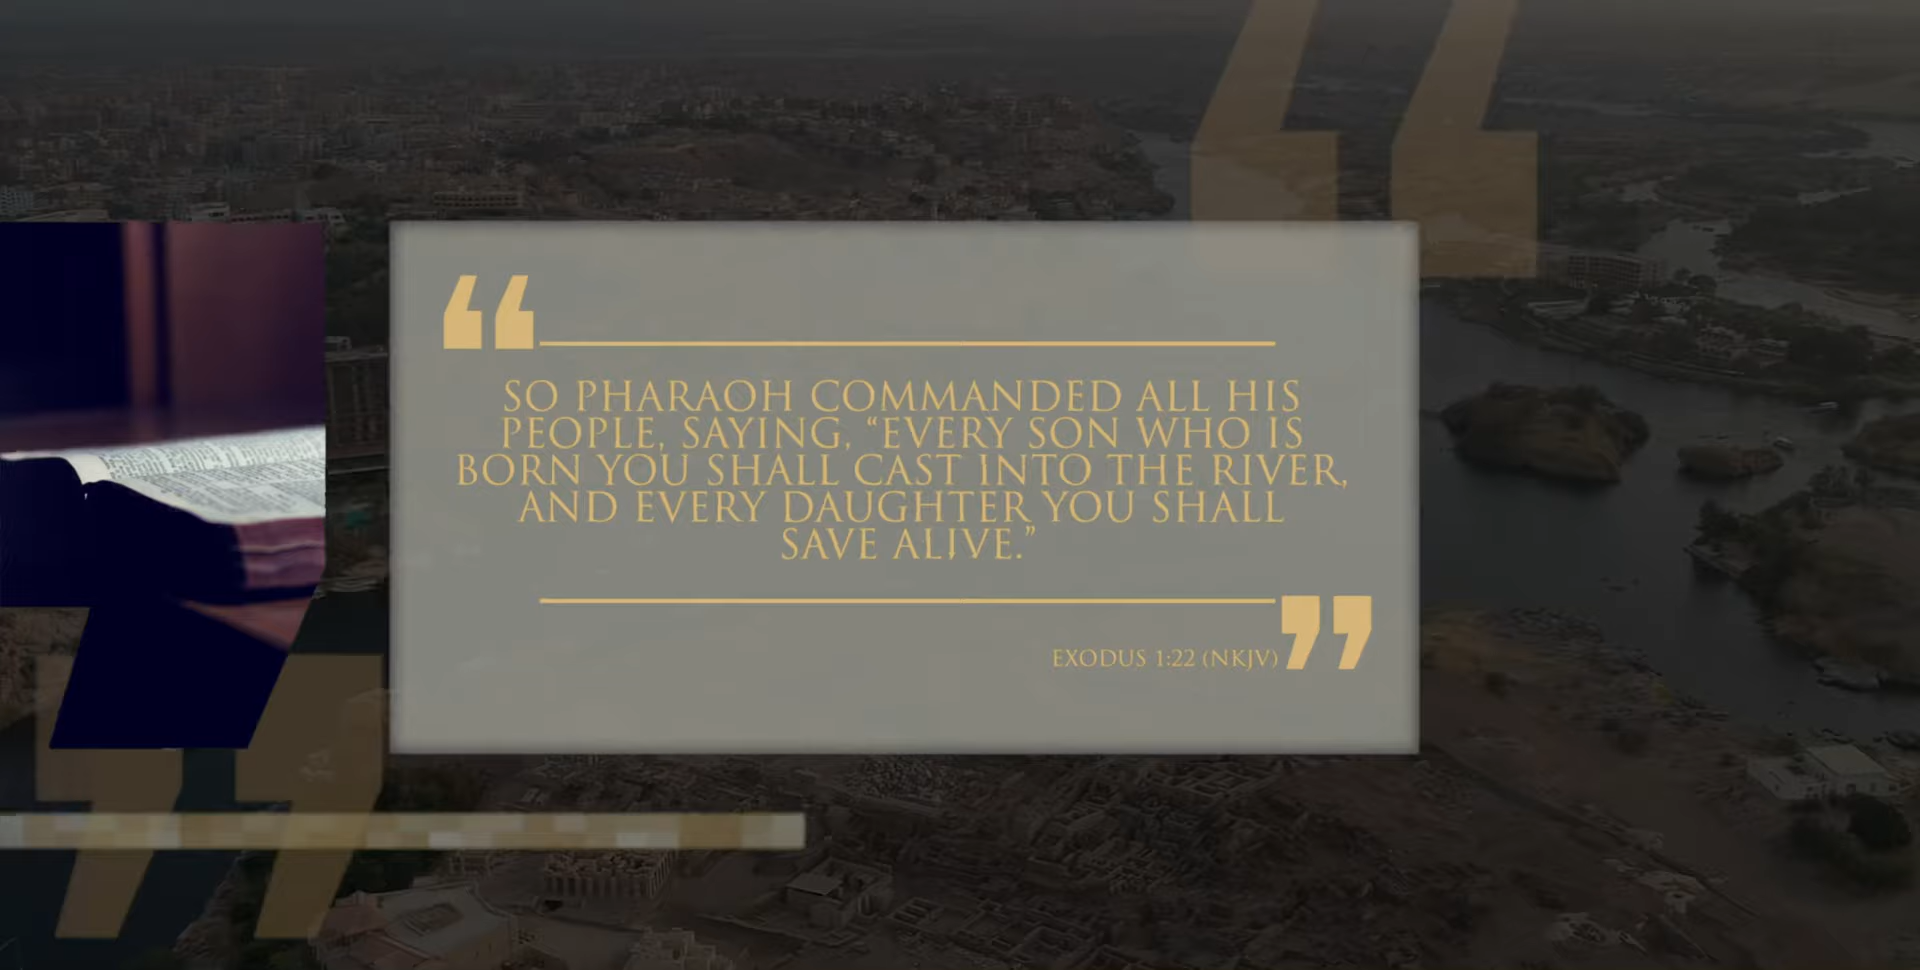 SO PHARAOH COMMANDED ALL HIS
PEOPLE, SAYING, “EVERY SON WHO IS
BORN YOU SHALL CAST INTO THE RIVER,
AND EVERY DAUGHTER YOU SHALL
SAVE ALIVE.”
EXODUS 1:22 (NKJV)